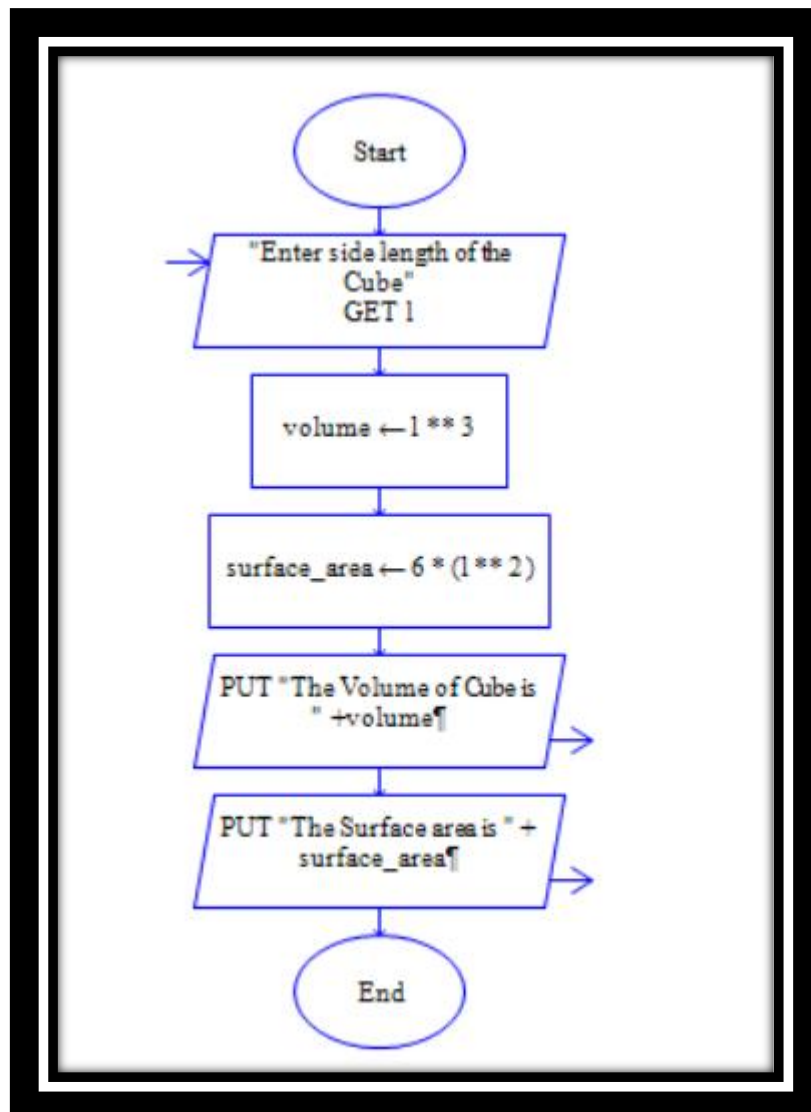 Start
"Enter side length of the
Cube"
GET l
volume ← l ** 3
surface_area ← 6 * (l ** 2)
PUT "The Volume of Cube is
" +volume¶
PUT "The Surface area is " +
surface_area¶
End